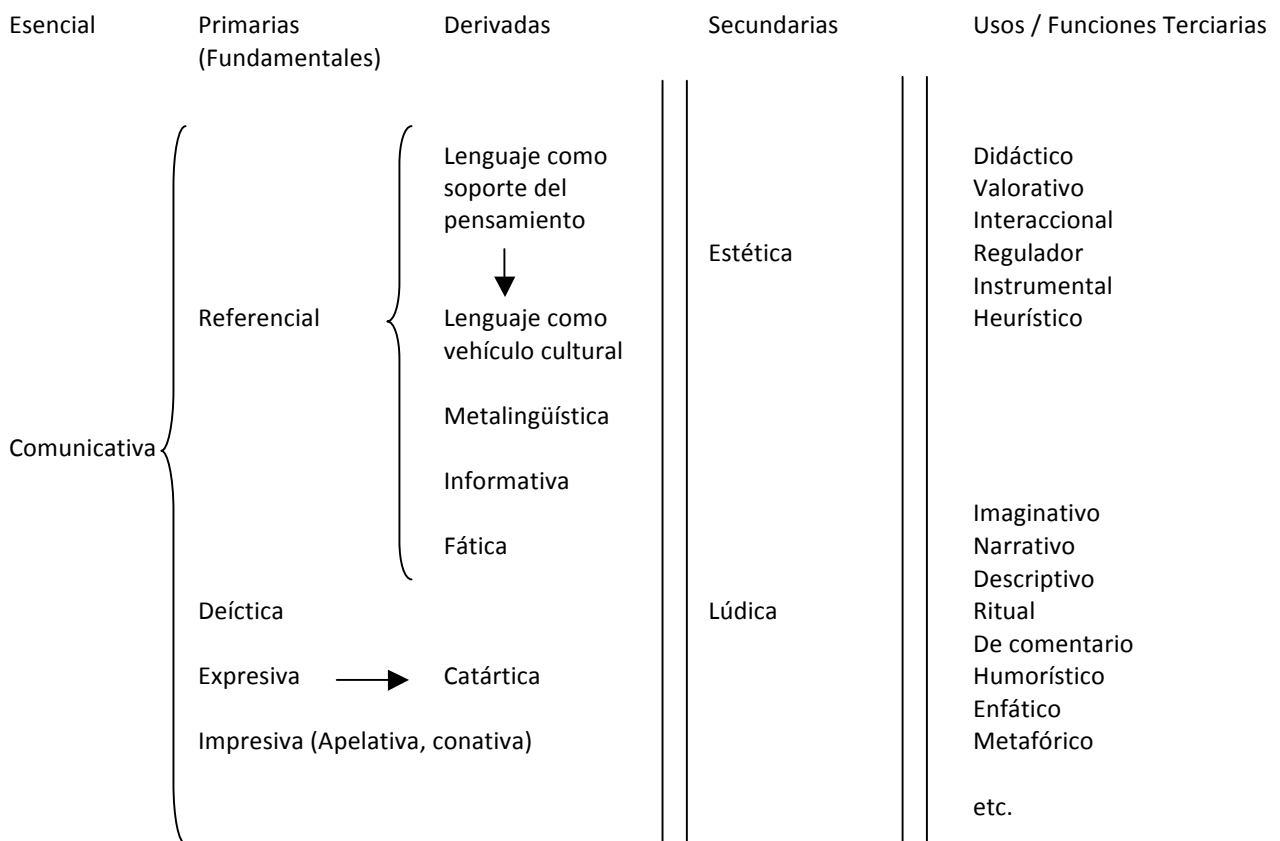 Esencial
Primarias
(Fundamentales)
Derivadas
Secundarias
Usos / Funciones Terciarias
Comunicativa
Referencial
Deíctica
Expresiva
Impresiva (Apelativa, conativa)
Lenguaje como
soporte del
pensamiento
Lenguaje como
vehículo cultural
Metalingüística
Informativa
Fática
Catártica
Estética
Lúdica
Didáctico
Valorativo
Interaccional
Regulador
Instrumental
Heurístico
Imaginativo
Narrativo
Descriptivo
Ritual
De comentario
Humorístico
Enfático
Metafórico
etc.